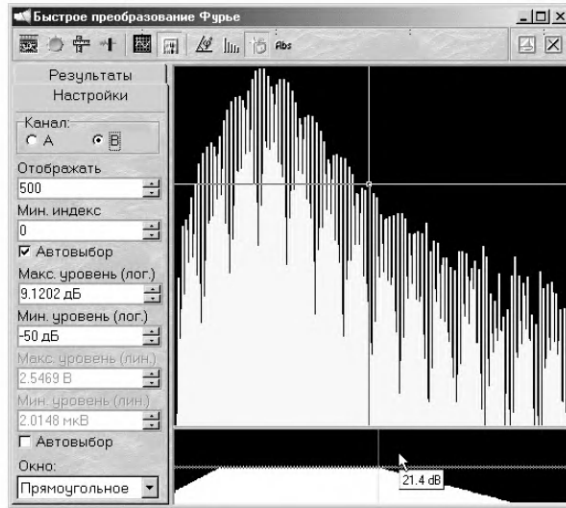 Быстрое преобразование Фурье
Abs
Результаты
Настройки
Канал:
A B
Отображать
500
Мин. индекс
0
Автовыбор
Макс. уровень (лог.)
9.1202 дБ
Мин. уровень (лог.)
-50 дБ
Макс. уровень (лин.)
2.5469 В
Мин. уровень (лин.)
2.0148 мкВ
Автовыбор
Окно:
Прямоугольное
21.4 dB